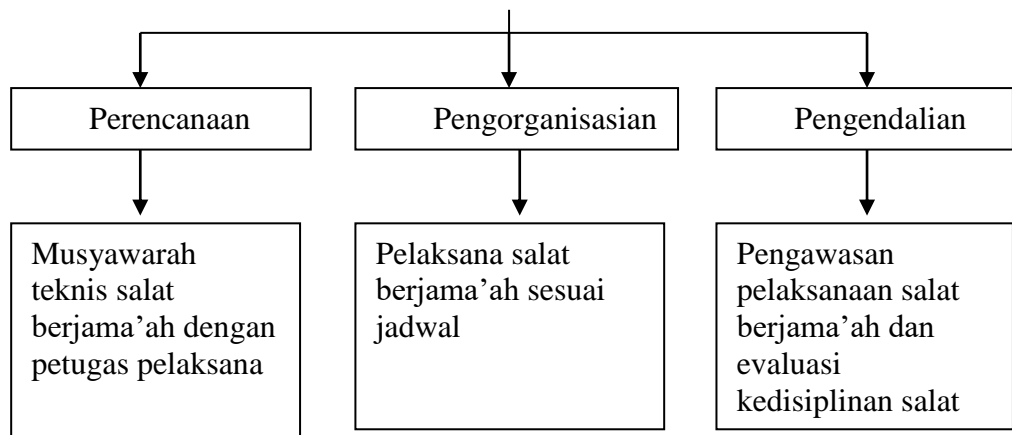 Perencanaan
Pengorganisasian
Pengendalian
Musyawarah
teknis salat
berjama’ah dengan
petugas pelaksana
Pelaksana salat
berjama’ah sesuai
jadwal
Pengawasan
pelaksanaan salat
berjama’ah dan
evaluasi
kedisiplinan salat